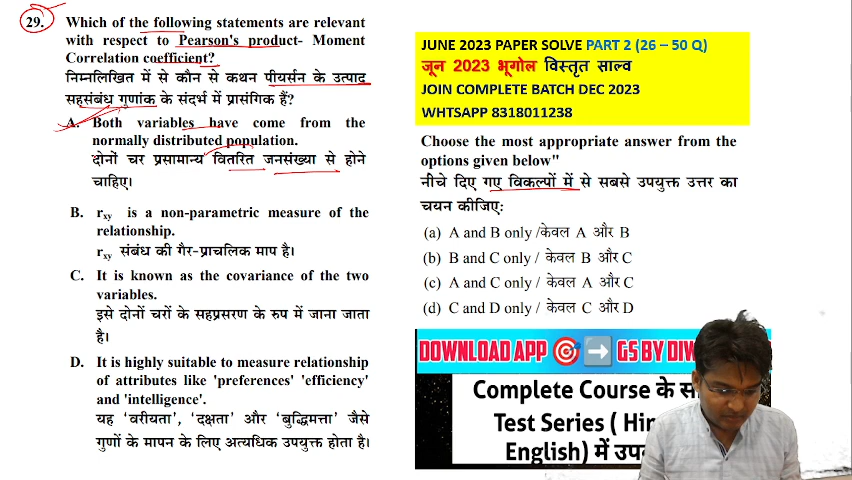 29.
Which of the following statements are relevant
with respect to Pearson's product- Moment
Correlation coefficient?
निम्नलिखित में से कौन से कथन पीयर्सन के उत्पाद
सहसंबंध गुणांक के संदर्भ में प्रासंगिक हैं?
A. Both variables have come from the
normally distributed population.
दोनों चर प्रसामान्य वितरित जनसंख्या से होने
चाहिए।
B. rxy is a non-parametric measure of the
relationship.
rxy संबंध की गैर-प्राचलिक माप है।
C. It is known as the covariance of the two
variables.
इसे दोनों चरों के सहप्रसरण के रुप में जाना जाता
है।
D. It is highly suitable to measure relationship
of attributes like 'preferences' 'efficiency'
and 'intelligence'.
यह 'वरीयता', 'दक्षता' और 'बुद्धिमत्ता' जैसे
गुणों के मापन के लिए अत्यधिक उपयुक्त होता है।
JUNE 2023 PAPER SOLVE PART 2 (26 – 50 Q)
जून 2023 भूगोल विस्तृत साल्व
JOIN COMPLETE BATCH DEC 2023
WHTSAPP 8318011238
Choose the most appropriate answer from the
options given below"
नीचे दिए गए विकल्पों में से सबसे उपयुक्त उत्तर का
चयन कीजिए:
(a) A and B only /केवल A और B
(b) B and C only / केवल B और C
(c) A and C only / केवल A और C
(d) C and D only / केवल C और D
DOWNLOAD APP GS BY
Complete Course के
Test Series (
English) में